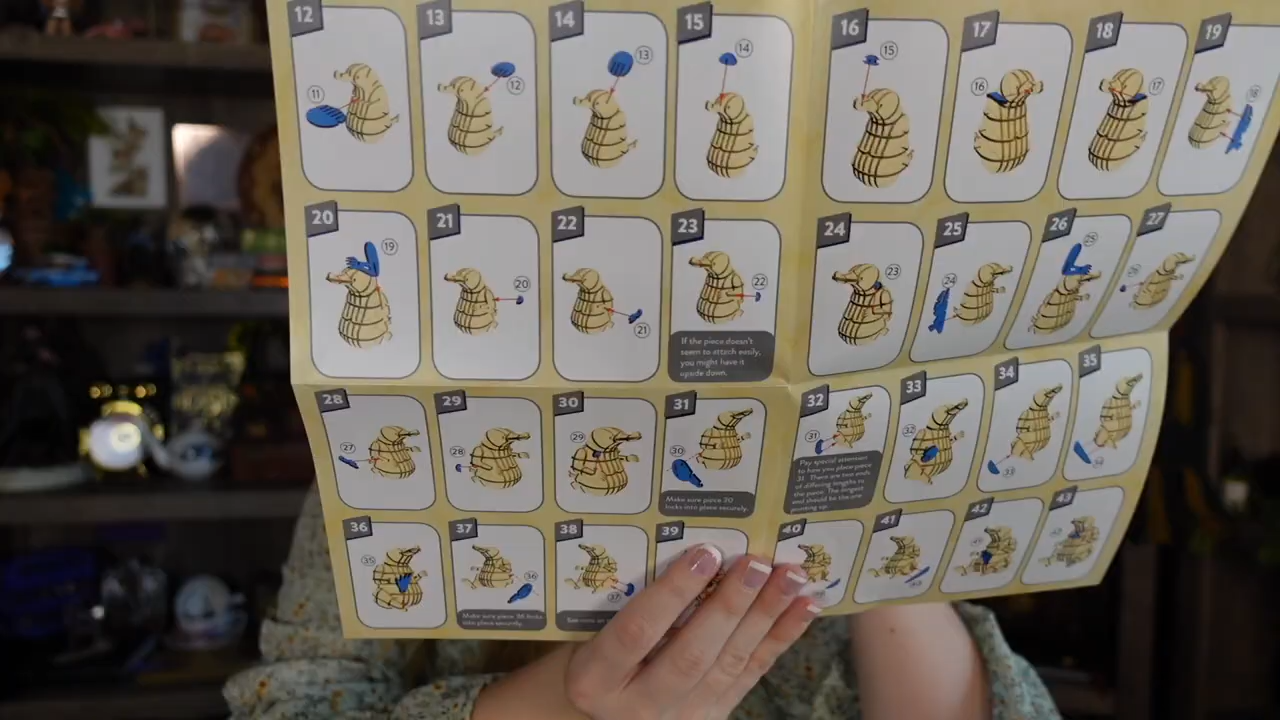 12 13 14 15 16 17 18 19
11 12 13 14 15 16 17 18
20 21 22 23 24 25 26 27
19 20 21 22 23 24 25
If the piece doesn't
seem to attach easily,
you might have it
upside down.
28 29 30 31 32 33 34 35
27 28 29 30 31 32 33 34
Make sure piece 30
locks into place securely.
Pay special attention
to how you place piece
31. There are two ends
of differing lengths to
the piece. The longest
end should be the one
pointing up.
36 37 38 39 40 41 42 43
35 36 37
Make sure piece 36 locks
into place securely.